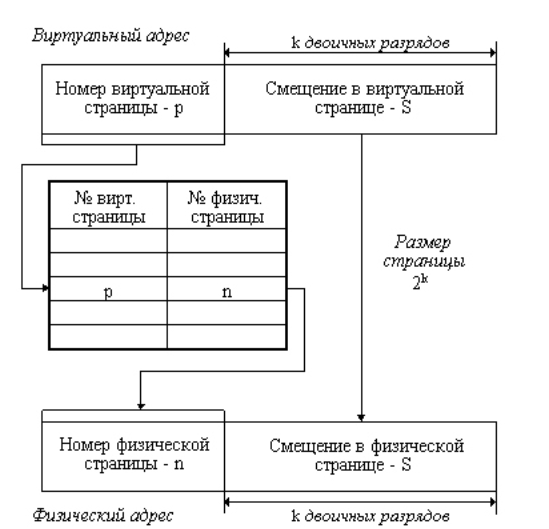 Виртуальный адрес
k двоичных разрядов
Номер виртуальной
страницы - p
Смещение в виртуальной
странице - S
№ вирт.
страницы
№ физич.
страницы
p
n
Размер
страницы
2ᵏ
Номер физической
страницы - n
Смещение в физической
странице - S
Физический адрес
k двоичных разрядов